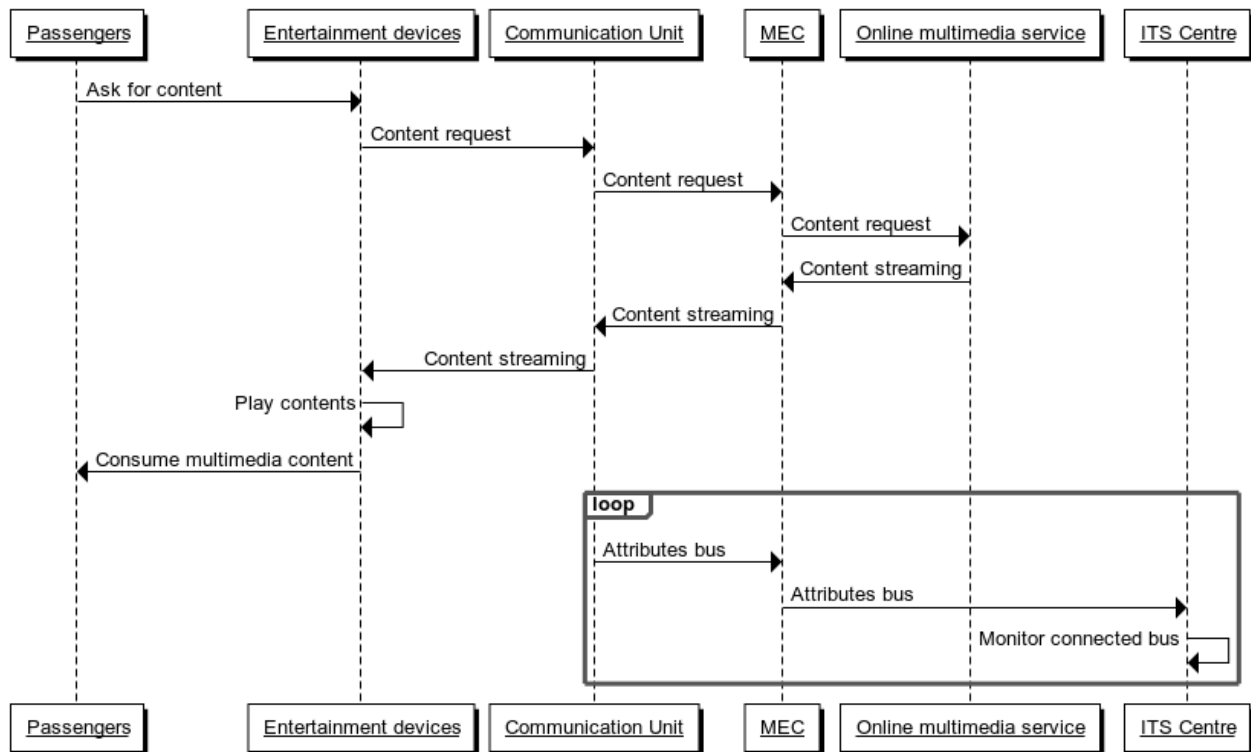 Passengers
Entertainment devices
Communication Unit
MEC
Online multimedia service
ITS Centre
Ask for content
Content request
Content request
Content request
Content streaming
Content streaming
Content streaming
Play contents
Consume multimedia content
loop
Attributes bus
Attributes bus
Monitor connected bus
Passengers
Entertainment devices
Communication Unit
MEC
Online multimedia service
ITS Centre